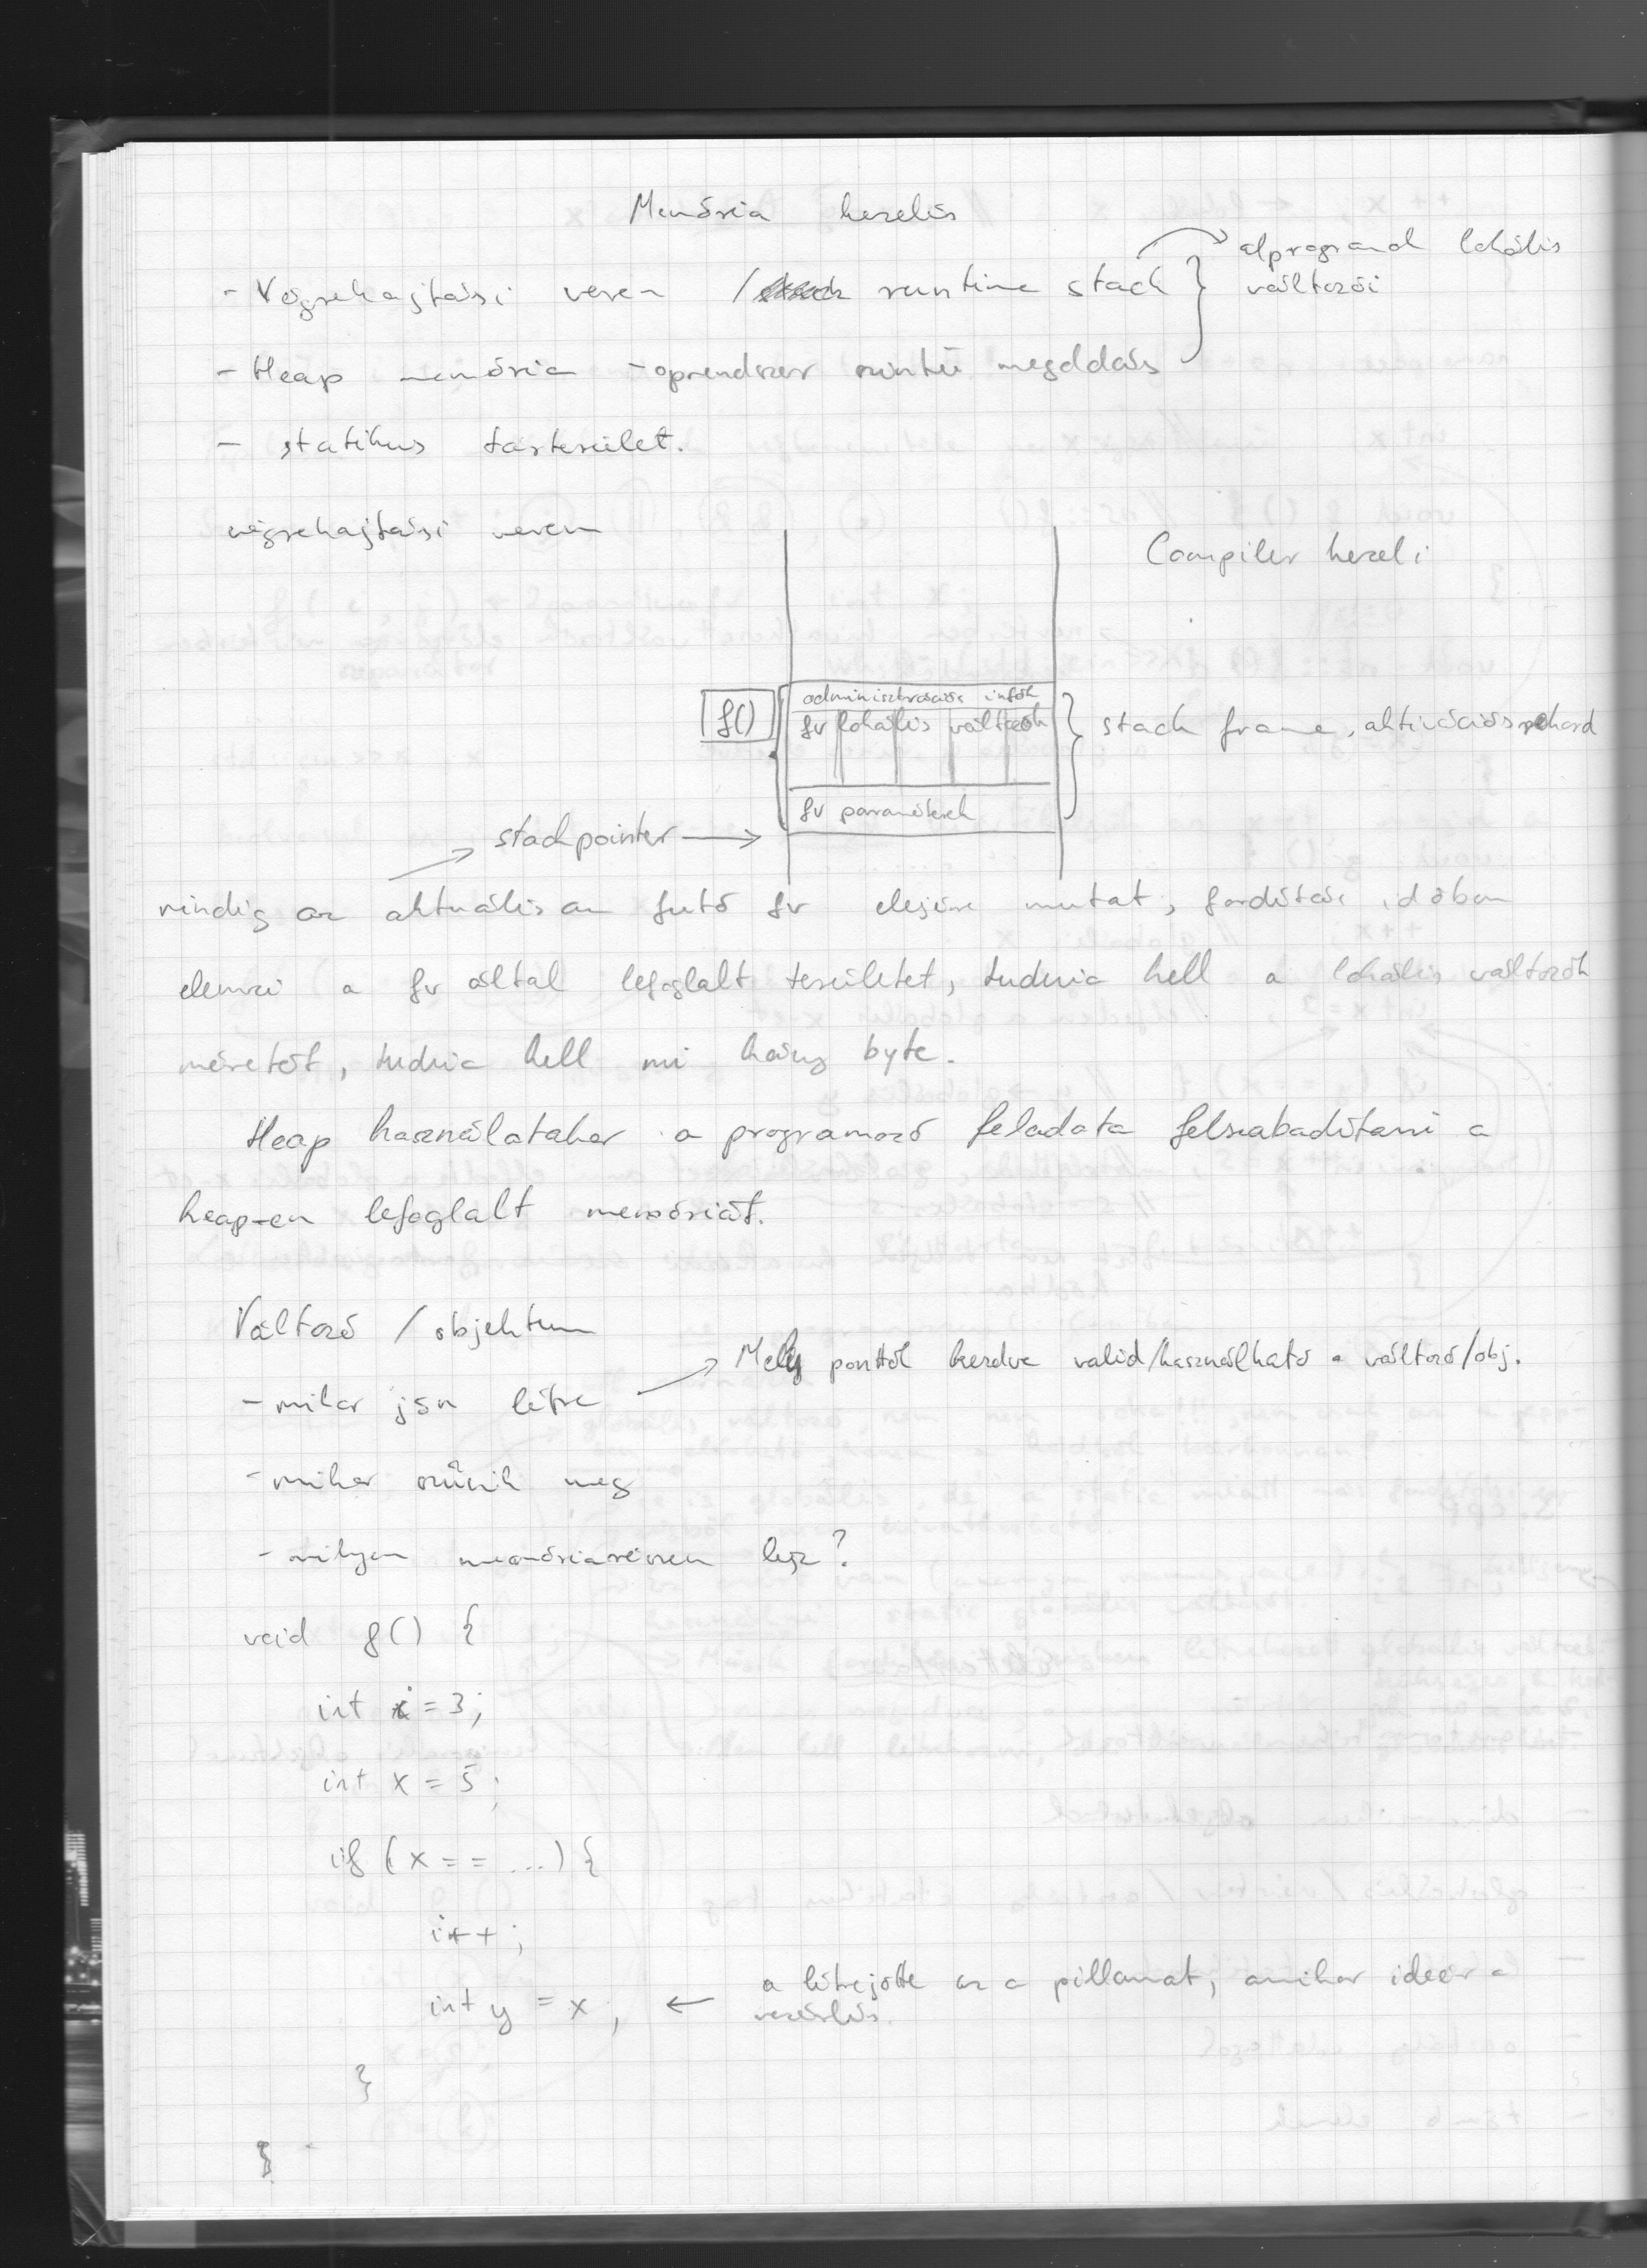 Memória kezelés
- Végrehajtási verem / runtime stack } alprogramok lokális
változói
- Heap memória - oprendszer szintű megoldás
- statikus tárterület.
végrehajtási verem
Compiler kezeli
adminisztrációs infók
f() fv lokális változók } stack frame, aktivációs rekord
fv paraméterek
stackpointer →
mindig az aktuálisan futó fv elejére mutat, fordítási időben
elemzi a fv által lefoglalt területet, tudnia kell a lokális változók
méretét, tudnia kell mi hány byte.
Heap használatakor a programozó feladata felszabadítani a
heap-en lefoglalt memóriát.
Változó / objektum
→ Mely ponttól kezdve valid/használható a változó/obj.
- mikor jön létre
- mikor szűnik meg
- milyen memóriarészen lesz?
void f() {
int i = 3;
int x = 5;
if (x == ...) {
i++;
int y = x; ← a létrejötte az a pillanat, amikor ideér a
vezérlés.
}
}